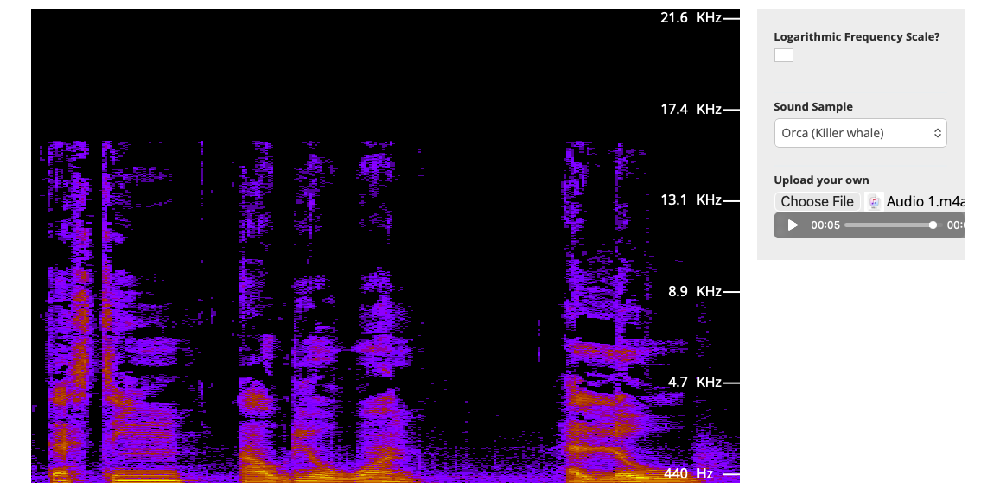 21.6 KHz
17.4 KHz
13.1 KHz
8.9 KHz
4.7 KHz
440 Hz
Logarithmic Frequency Scale?
Sound Sample
Orca (Killer whale)
Upload your own
Choose File Audio 1.m4a
00:05